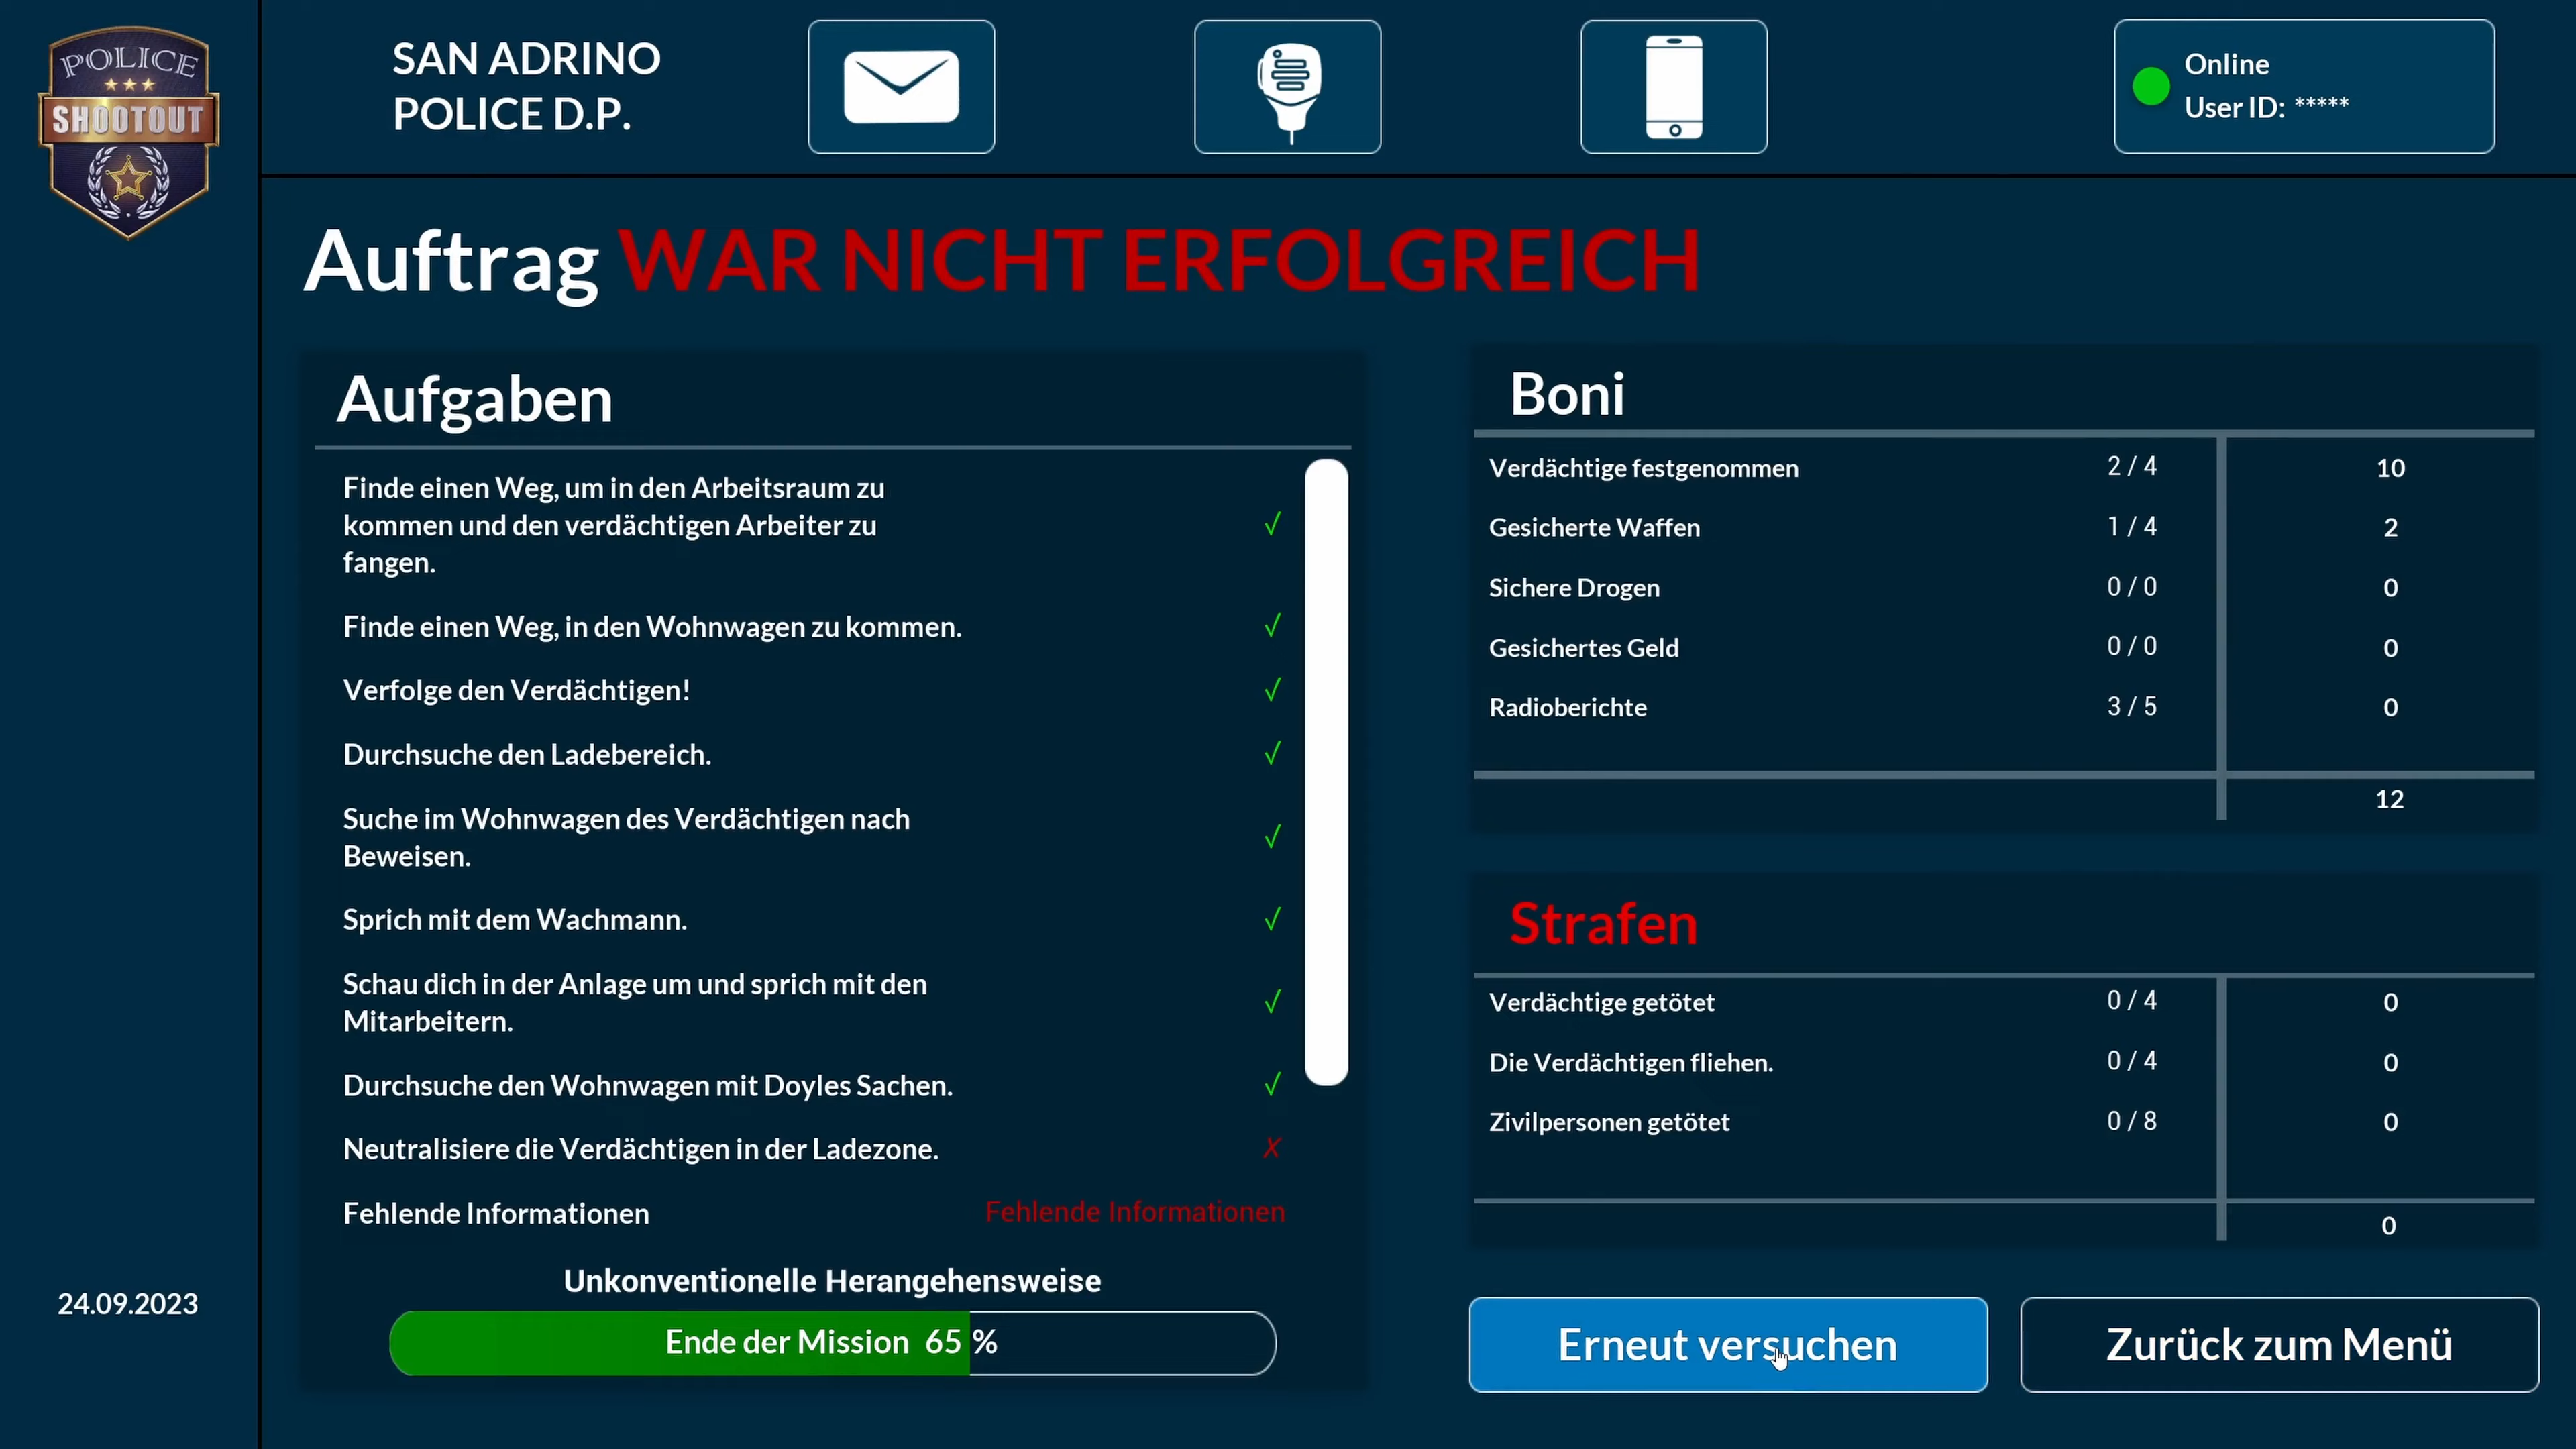 POLICE
SHOOTOUT
SAN ADRINO
POLICE D.P.
Online
User ID: *****
Auftrag WAR NICHT ERFOLGREICH
Aufgaben
Finde einen Weg, um in den Arbeitsraum zu
kommen und den verdächtigen Arbeiter zu
fangen.
√
Finde einen Weg, in den Wohnwagen zu kommen. √
Verfolge den Verdächtigen! √
Durchsuche den Ladebereich. √
Suche im Wohnwagen des Verdächtigen nach
Beweisen.
√
Sprich mit dem Wachmann. √
Schau dich in der Anlage um und sprich mit den
Mitarbeitern.
√
Durchsuche den Wohnwagen mit Doyles Sachen. √
Neutralisiere die Verdächtigen in der Ladezone. X
Fehlende Informationen Fehlende Informationen
Unkonventionelle Herangehensweise
Ende der Mission 65 %
Boni
Verdächtige festgenommen 2 / 4 10
Gesicherte Waffen 1 / 4 2
Sichere Drogen 0 / 0 0
Gesichertes Geld 0 / 0 0
Radioberichte 3 / 5 0
12
Strafen
Verdächtige getötet 0 / 4 0
Die Verdächtigen fliehen. 0 / 4 0
Zivilpersonen getötet 0 / 8 0
0
Erneut versuchen
Zurück zum Menü
24.09.2023